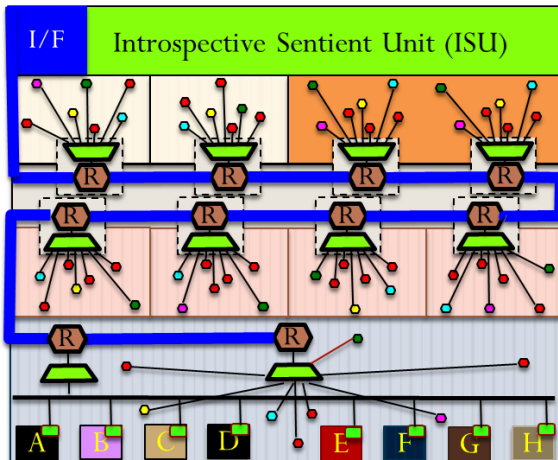 I/F
Introspective Sentient Unit (ISU)
R R R R
R R R R
R R
A B C D E F G H